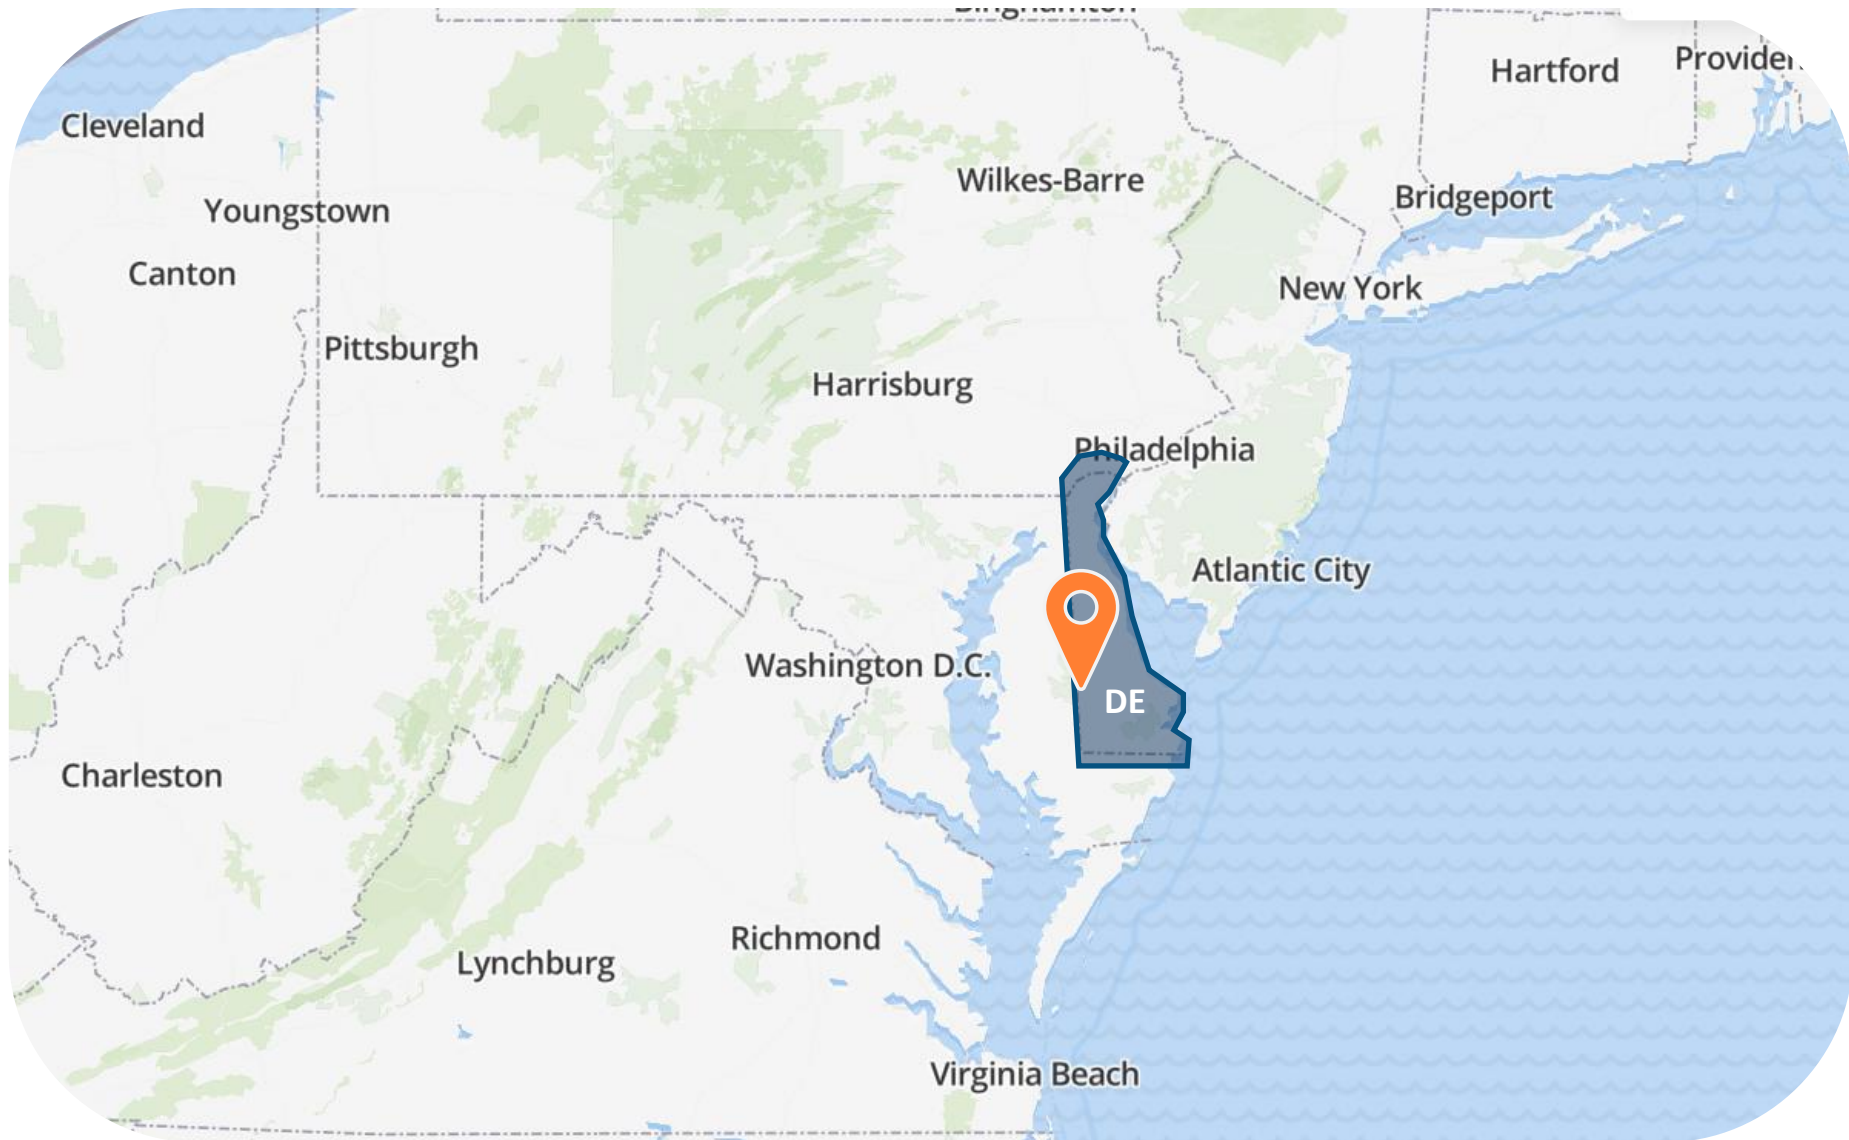 Hartford
Cleveland
Wilkes-Barre
Youngstown
Bridgeport
Canton
New York
Pittsburgh
Harrisburg
Philadelphia
Atlantic City
Washington D.C.
DE
Charleston
Richmond
Lynchburg
Virginia Beach